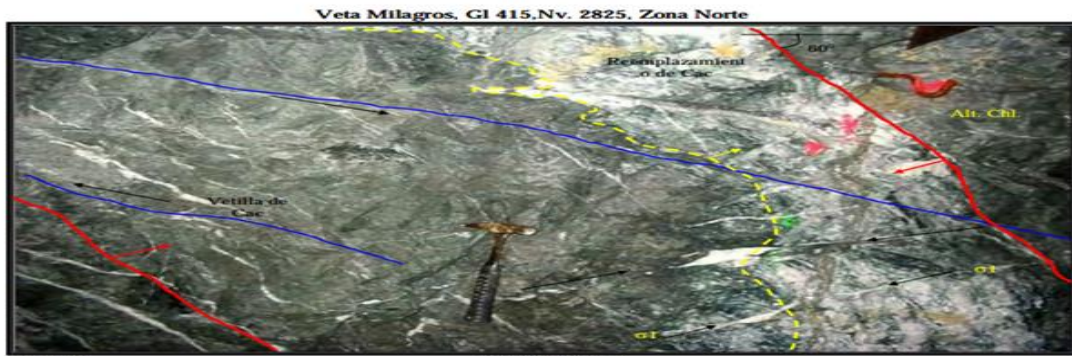 Veta Milagros, Gl 415,Nv. 2825, Zona Norte
60°
Reemplazamient
o de Cac
Alt. Chl.
Vetilla de
Cac
σ1
σ1